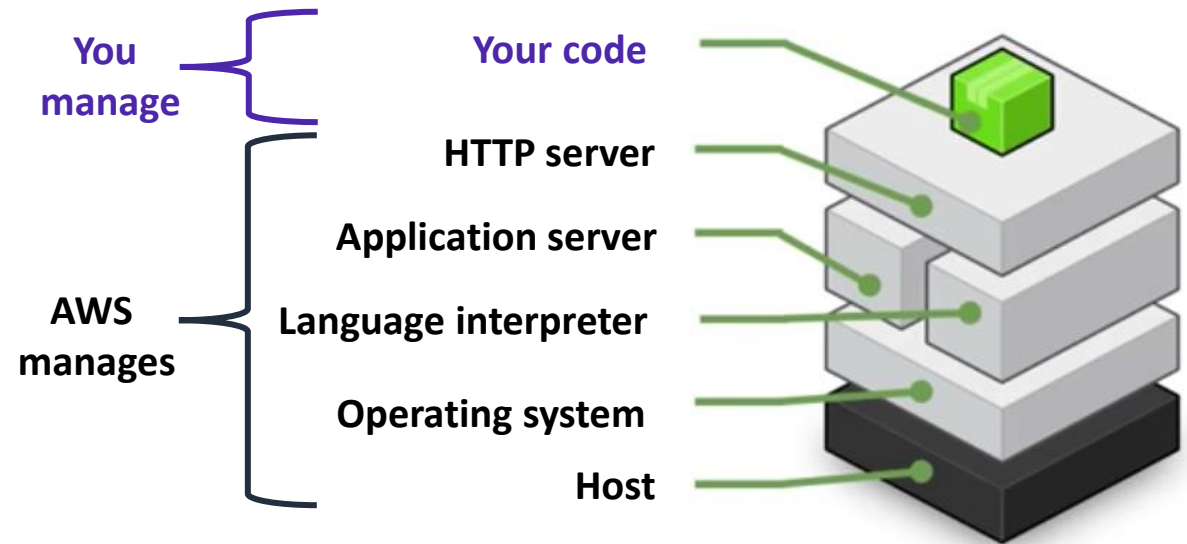 You
manage
Your code
HTTP server
Application server
AWS
manages
Language interpreter
Operating system
Host